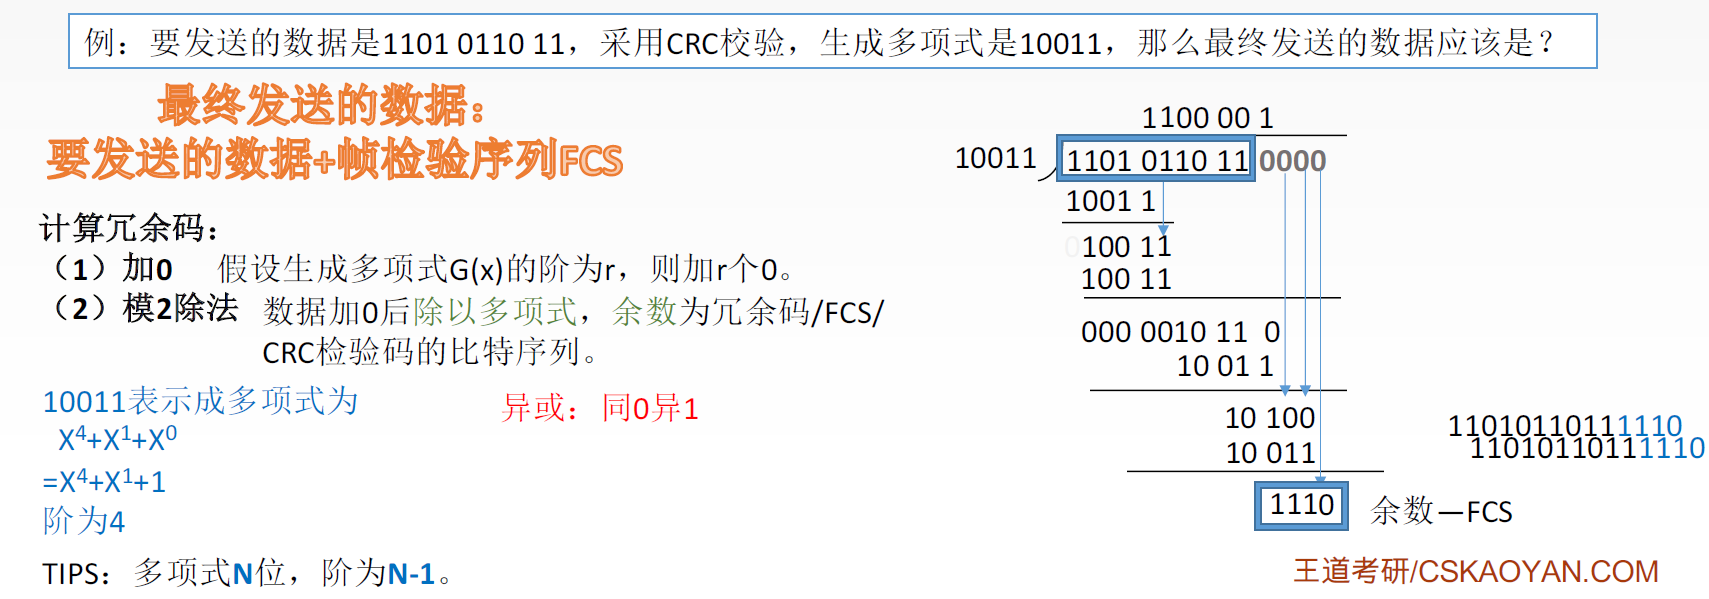 例：要发送的数据是1101 0110 11，采用CRC校验，生成多项式是10011，那么最终发送的数据应该是？
最终发送的数据：
要发送的数据+帧检验序列FCS
计算冗余码：
（1）加0 假设生成多项式G(x)的阶为r，则加r个0。
（2）模2除法 数据加0后除以多项式，余数为冗余码/FCS/
CRC检验码的比特序列。
10011表示成多项式为
X⁴+X¹+X⁰
=X⁴+X¹+1
阶为4
异或：同0异1
TIPS：多项式N位，阶为N-1。
1100 00 1
10011 1101 0110 11 0000
1001 1
0100 11
100 11
000 0010 11 0
10 01 1
10 100
10 011
1110 余数—FCS
11010110111110
11010110111110
王道考研/CSKAOYAN.COM